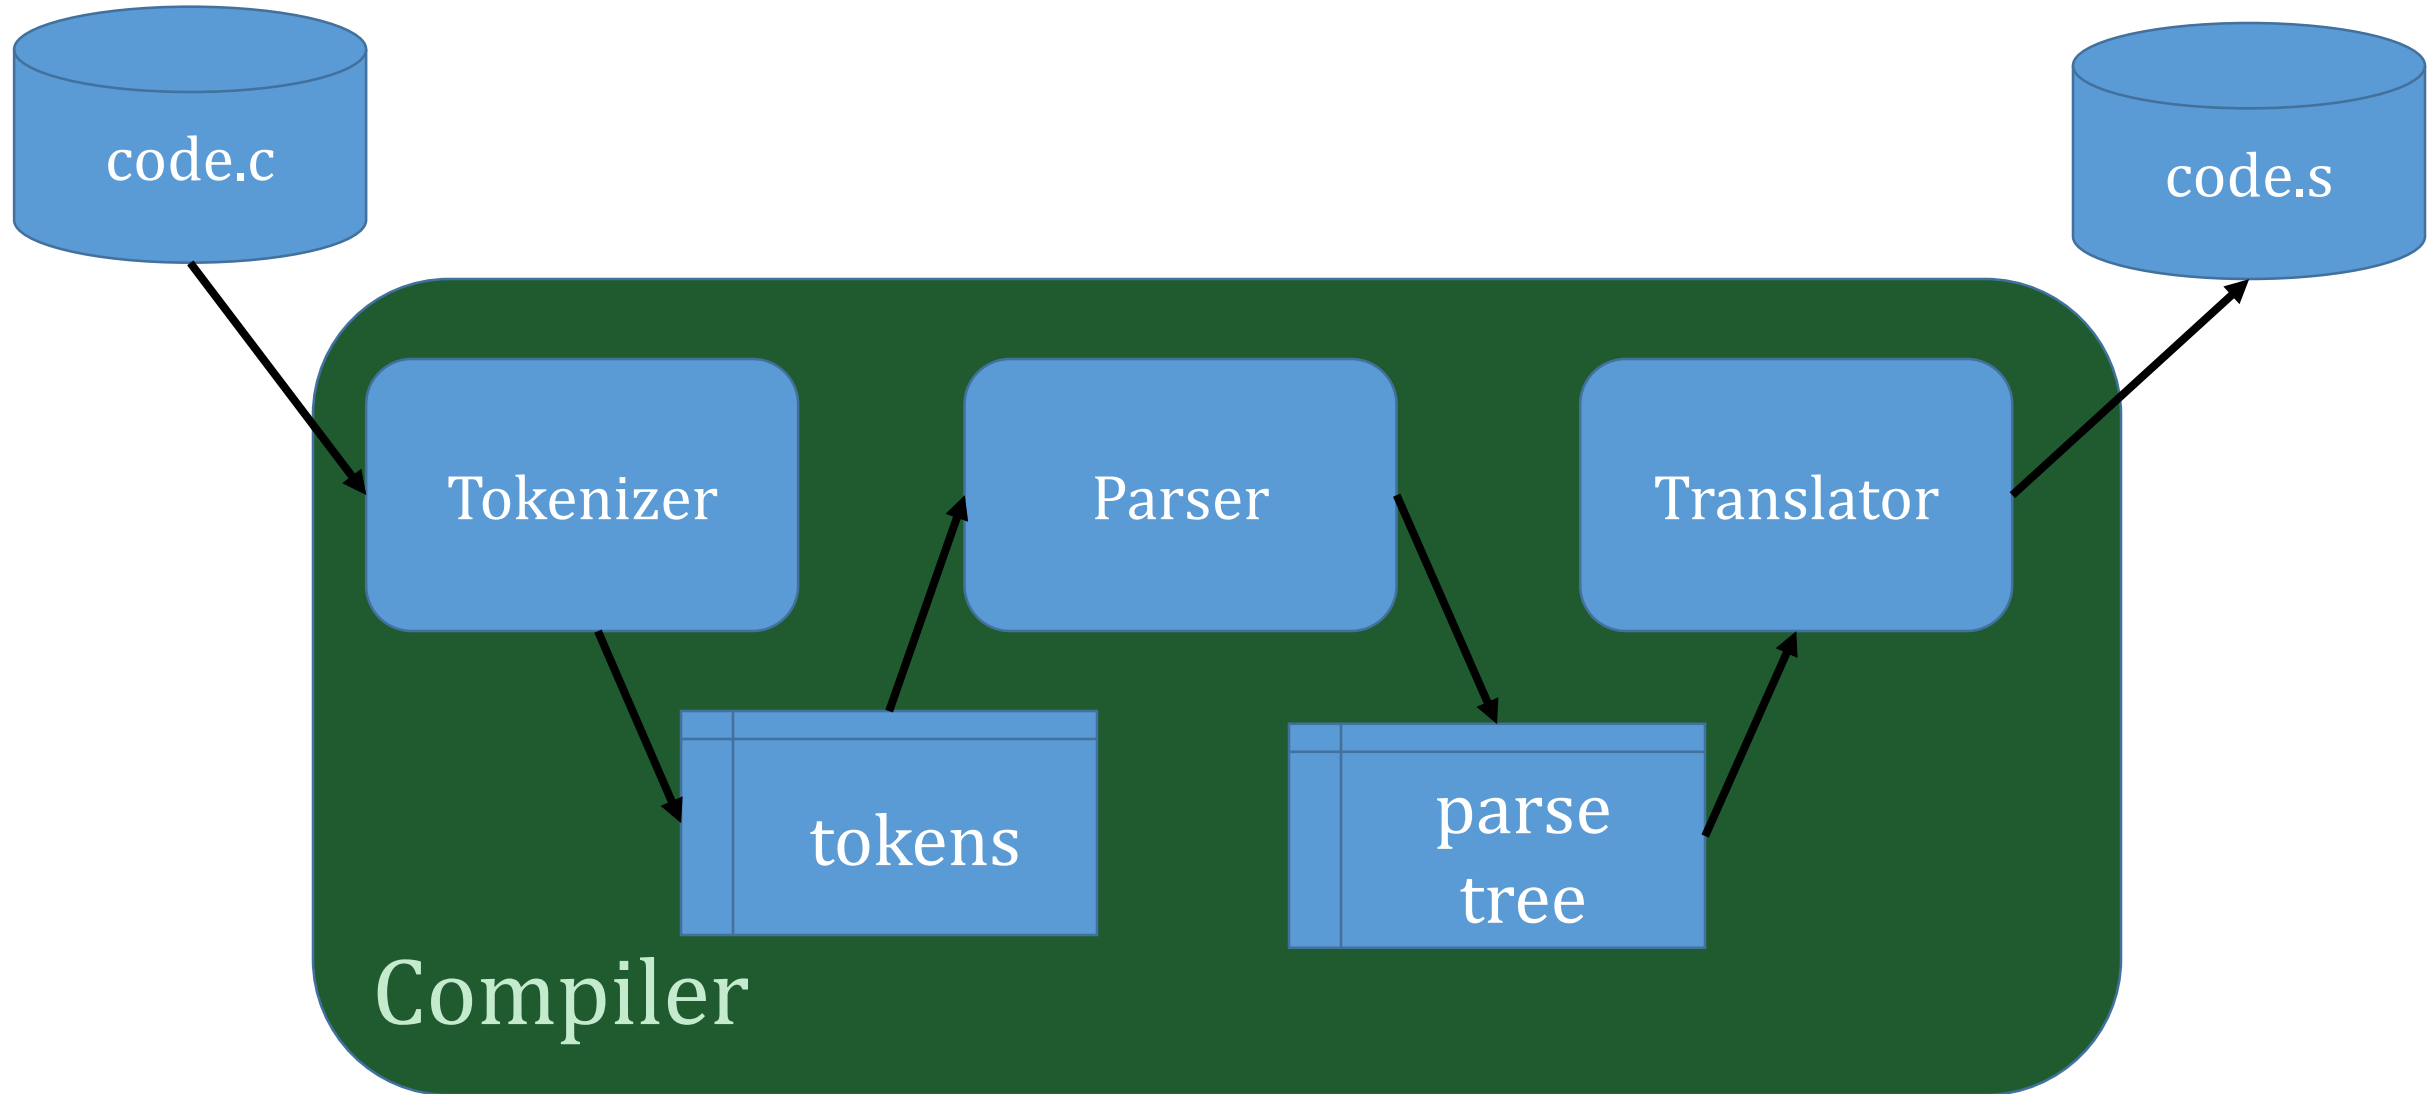 code.c
code.s
Tokenizer
Parser
Translator
tokens
parse
tree
Compiler